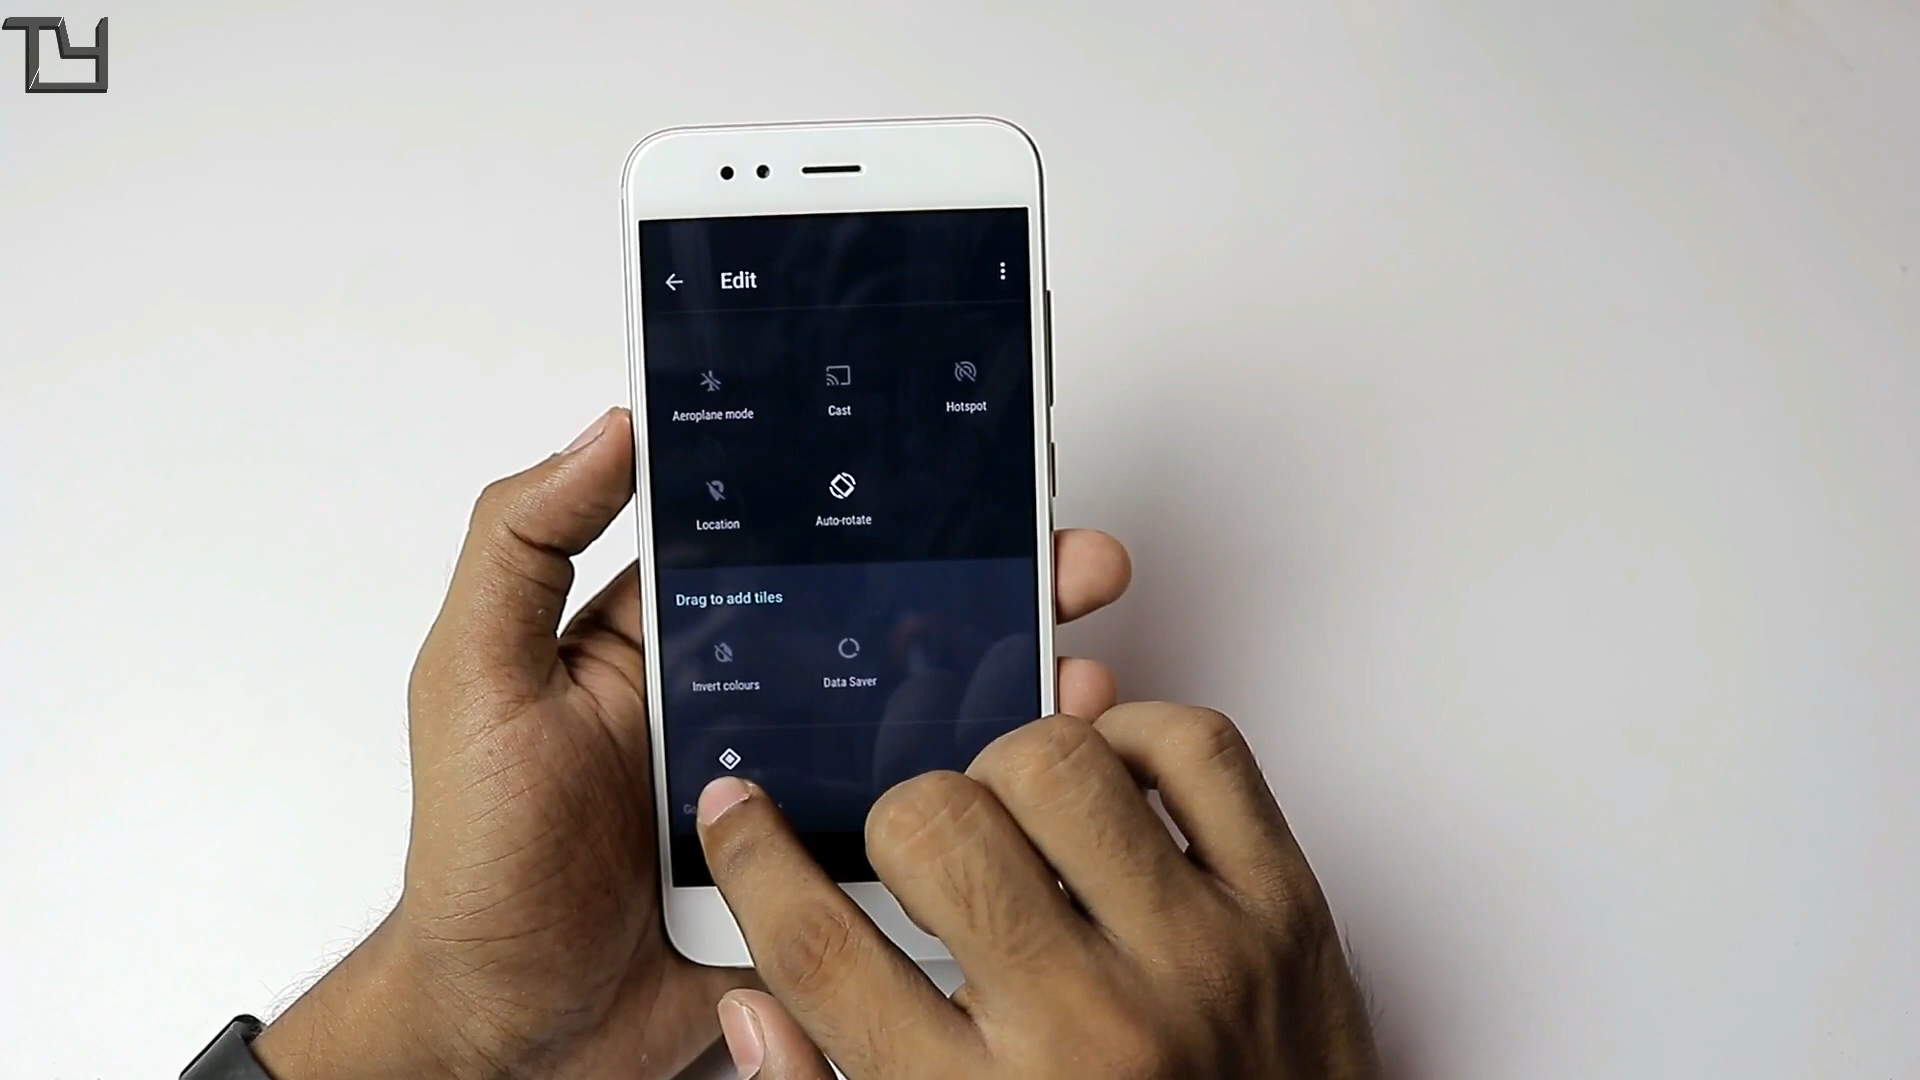 TY
Edit
Aeroplane mode
Cast
Hotspot
Location
Auto-rotate
Drag to add tiles
Invert colours
Data Saver